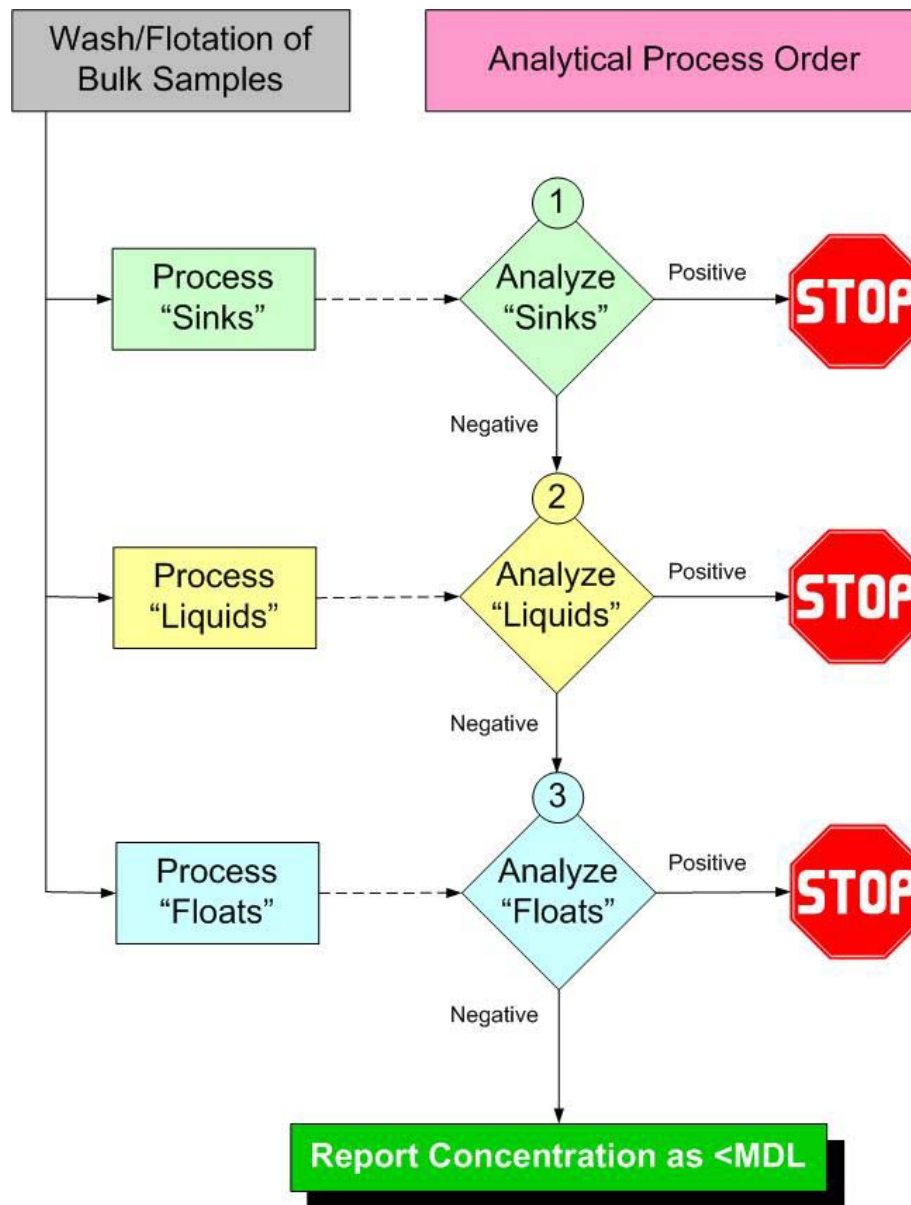 Wash/Flotation of
Bulk Samples
Analytical Process Order
1
Process
“Sinks”
Analyze
“Sinks”
Positive
STOP
Negative
2
Process
“Liquids”
Analyze
“Liquids”
Positive
STOP
Negative
3
Process
“Floats”
Analyze
“Floats”
Positive
STOP
Negative
Report Concentration as <MDL